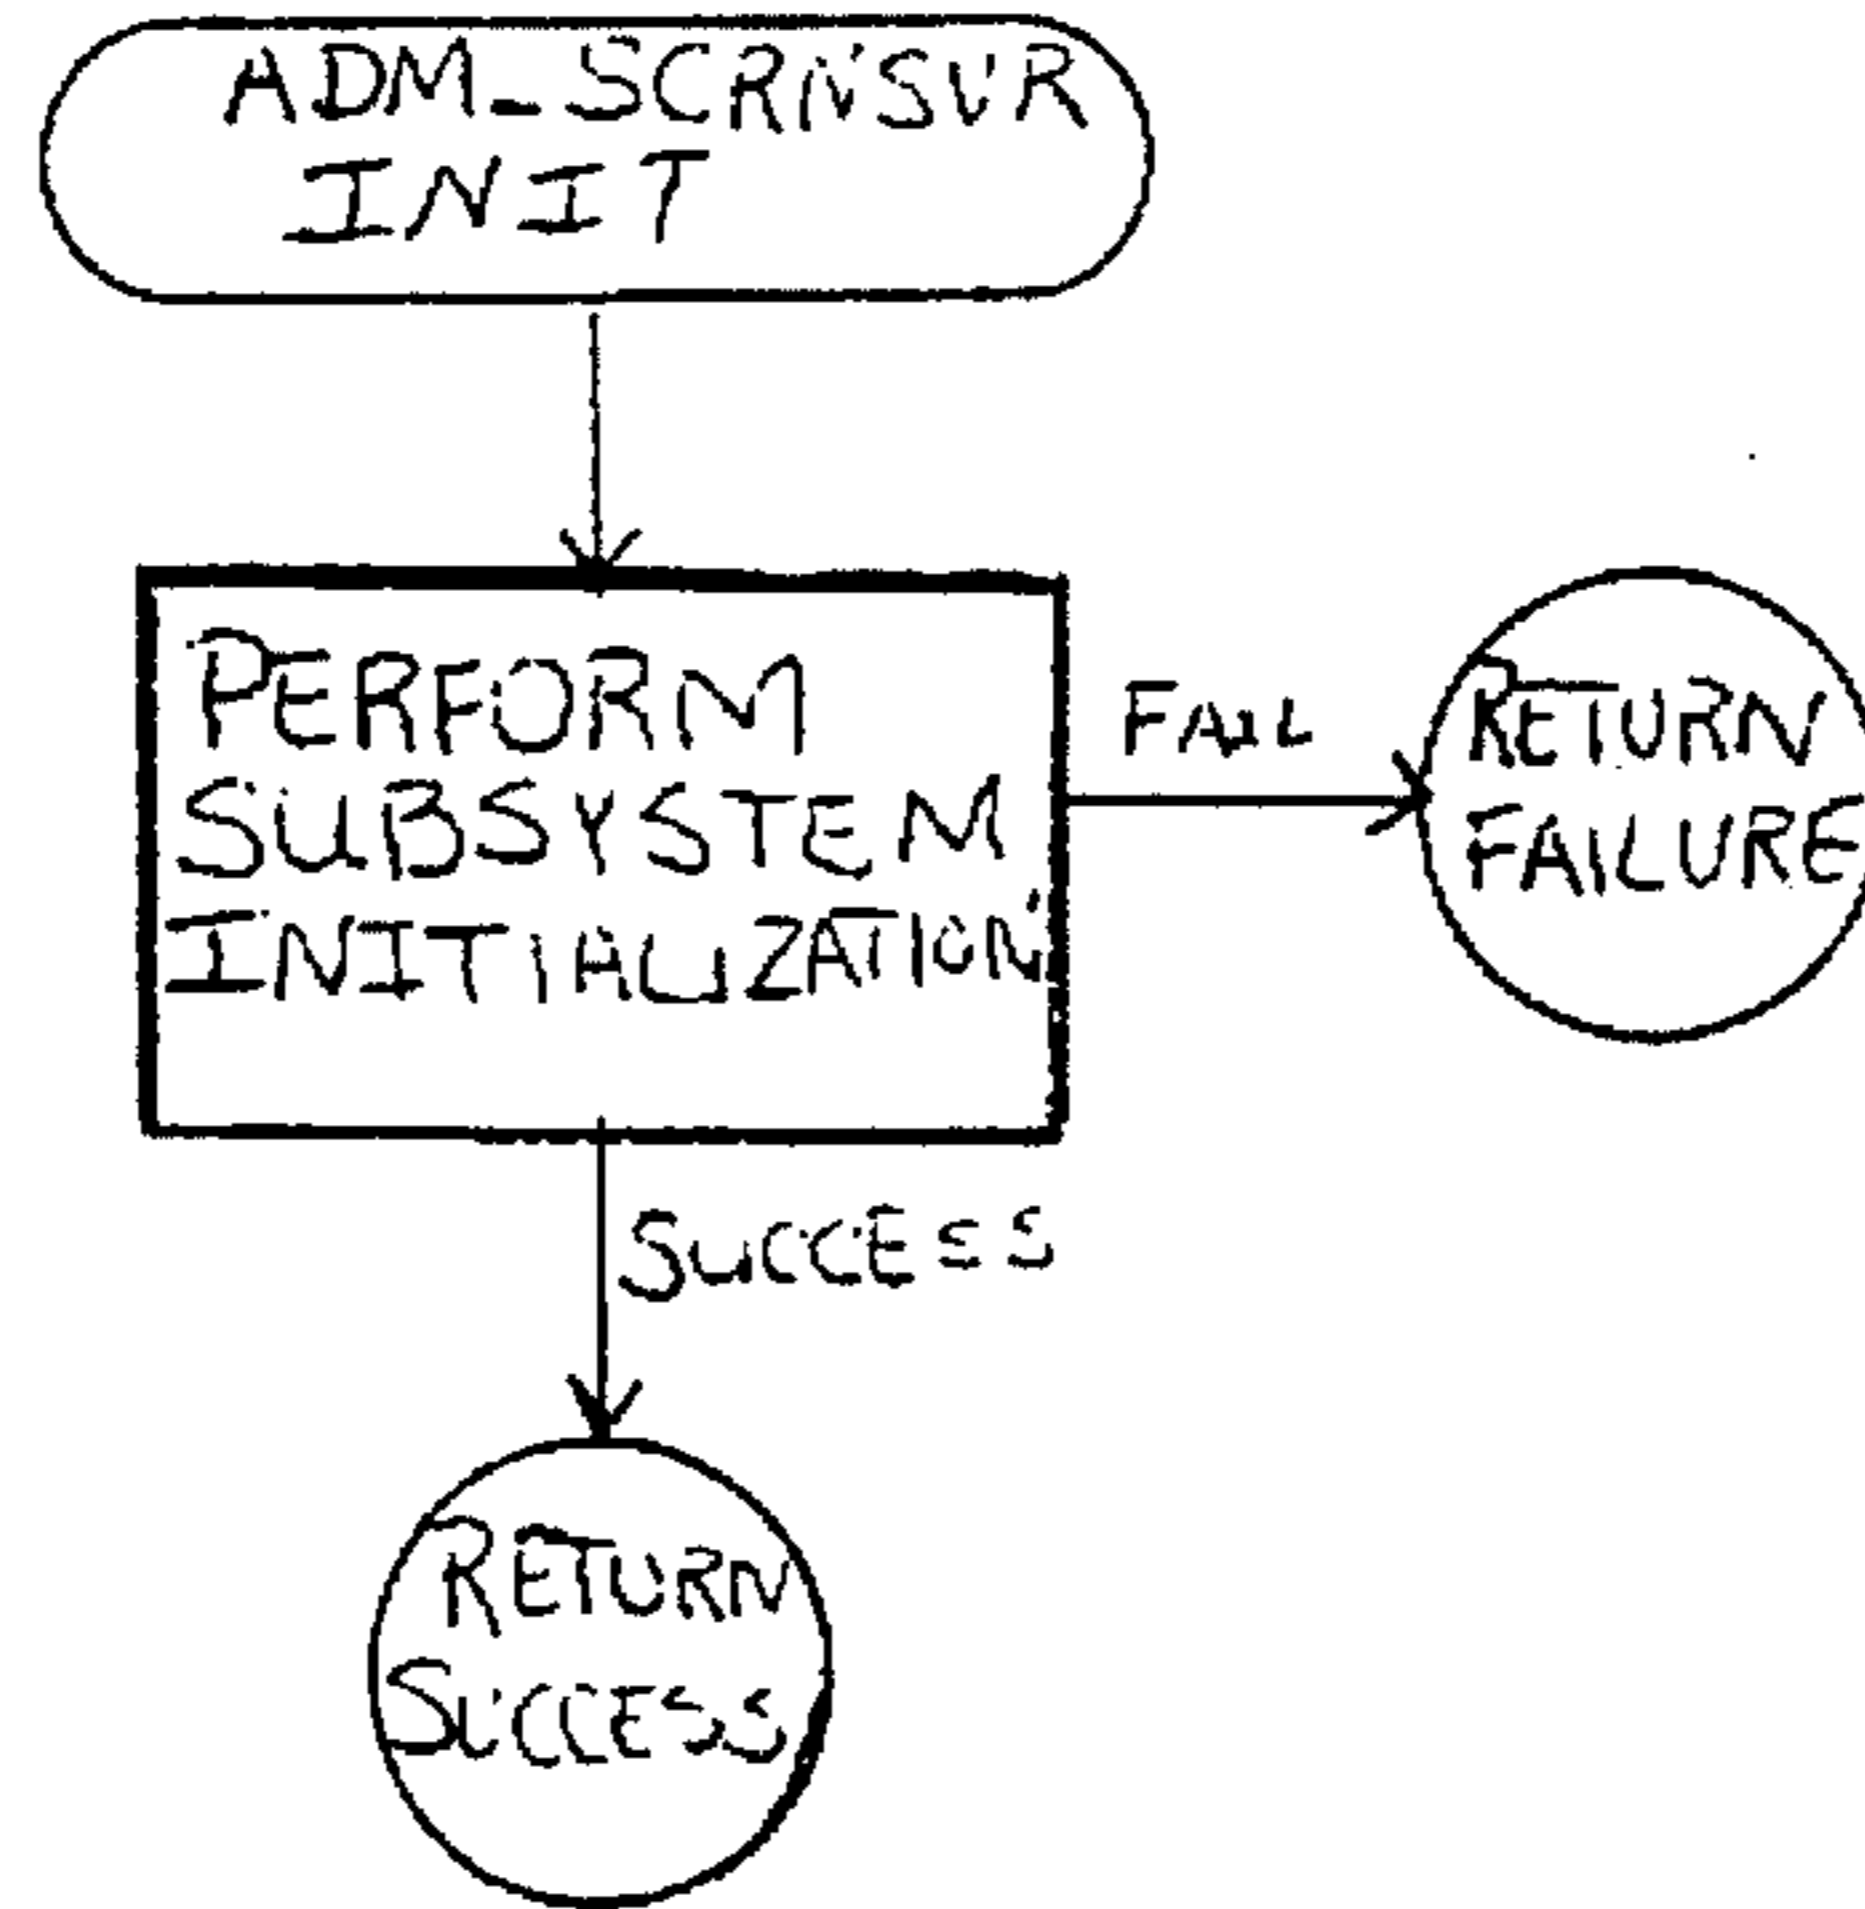 ADM_SCRNSVR
INIT
PERFORM
SUBSYSTEM
INITIALIZATION
FAIL
RETURN
FAILURE
SUCCESS
RETURN
SUCCESS